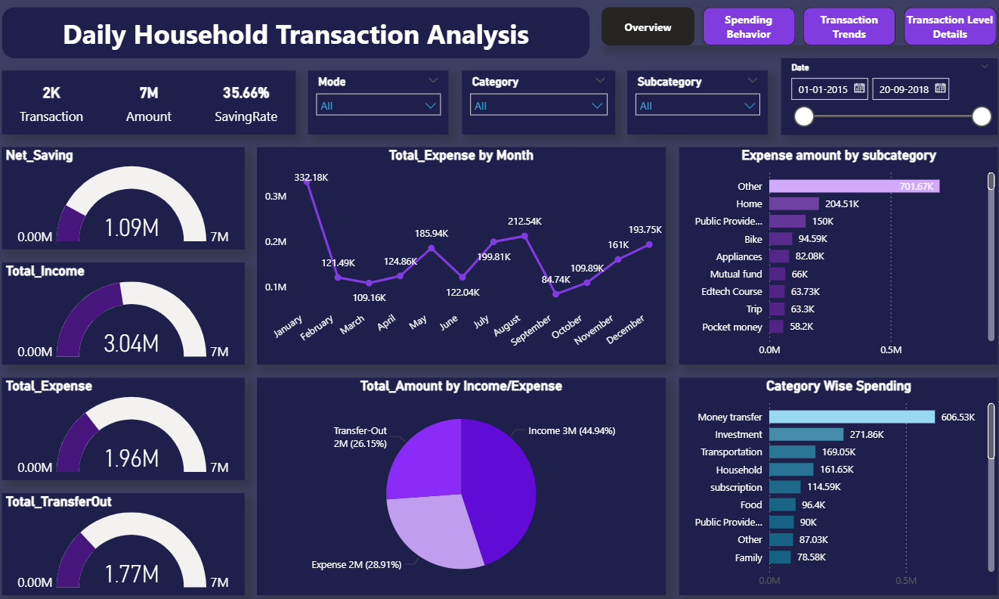 Daily Household Transaction Analysis
Overview
Spending
Behavior
Transaction
Trends
Transaction Level
Details
2K
Transaction
7M
Amount
35.66%
SavingRate
Mode
All
Category
All
Subcategory
All
Date
01-01-2015
20-09-2018
Net_Saving
1.09M
0.00M
7M
Total_Income
3.04M
0.00M
7M
Total_Expense
1.96M
0.00M
7M
Total_TransferOut
1.77M
0.00M
7M
Total_Expense by Month
0.3M
0.2M
0.1M
332.18K
121.49K
109.16K
124.86K
185.94K
122.04K
199.81K
212.54K
84.74K
109.89K
161K
193.75K
January
February
March
April
May
June
July
August
September
October
November
December
Total_Amount by Income/Expense
Transfer-Out
2M (26.15%)
Income 3M (44.94%)
Expense 2M (28.91%)
Expense amount by subcategory
Other 701.67K
Home 204.51K
Public Provide... 150K
Bike 94.59K
Appliances 82.08K
Mutual fund 66K
Edtech Course 63.73K
Trip 63.3K
Pocket money 58.2K
0.0M 0.5M
Category Wise Spending
Money transfer 606.53K
Investment 271.86K
Transportation 169.05K
Household 161.65K
subscription 114.59K
Food 96.4K
Public Provide... 90K
Other 87.03K
Family 78.58K
0.0M 0.5M